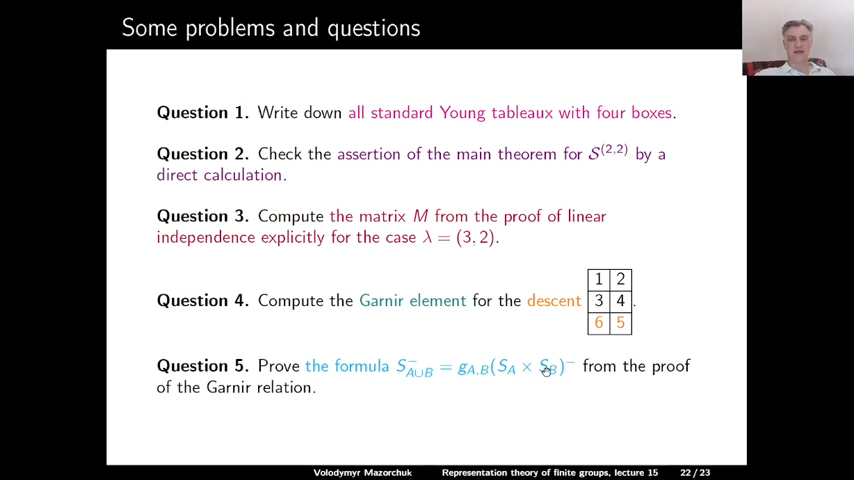 Some problems and questions
Question 1. Write down all standard Young tableaux with four boxes.
Question 2. Check the assertion of the main theorem for S^(2,2) by a
direct calculation.
Question 3. Compute the matrix M from the proof of linear
independence explicitly for the case λ = (3, 2).
1 2
Question 4. Compute the Garnir element for the descent 3 4 .
6 5
Question 5. Prove the formula S⁻_{A∪B} = g_{A,B}(S_A × S_B)⁻ from the proof
of the Garnir relation.
Volodymyr Mazorchuk Representation theory of finite groups, lecture 15 22 / 23